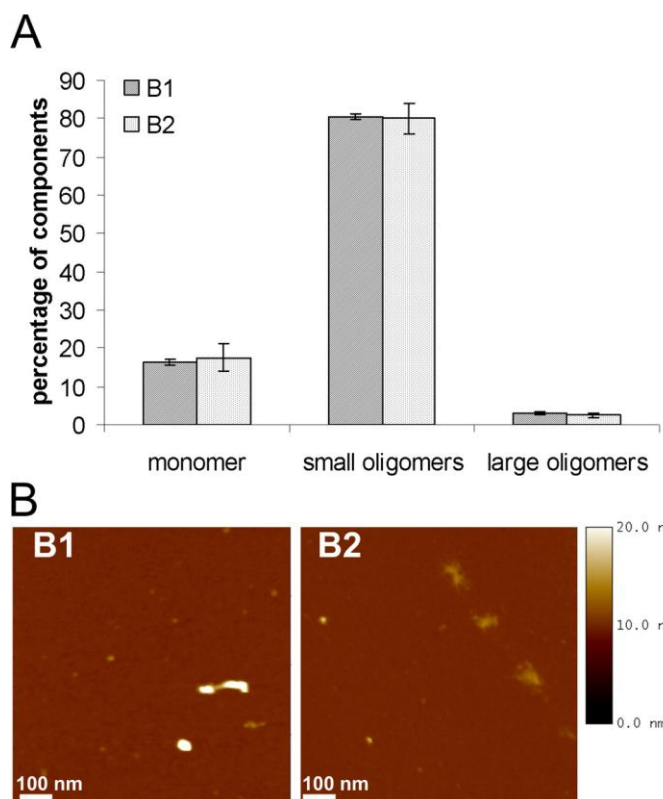 A
percentage of components
90
80
70
60
50
40
30
20
10
0
B1
B2
monomer small oligomers large oligomers
B
B1
B2
100 nm
100 nm
20.0 n
10.0 n
0.0 nm